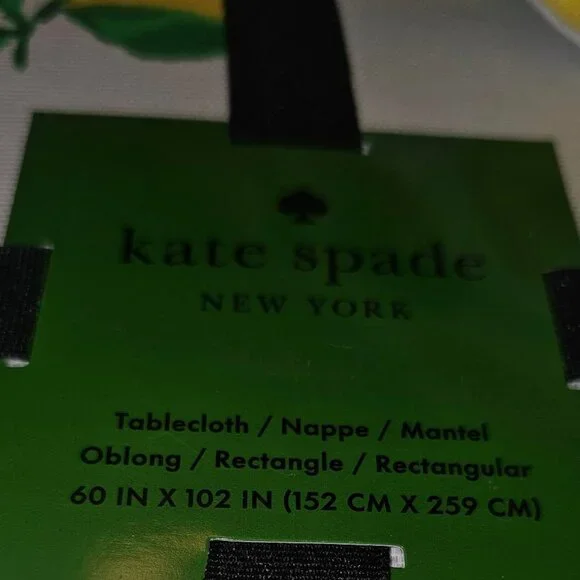 kate spade
NEW YORK
Tablecloth / Nappe / Mantel
Oblong / Rectangle / Rectangular
60 IN X 102 IN (152 CM X 259 CM)